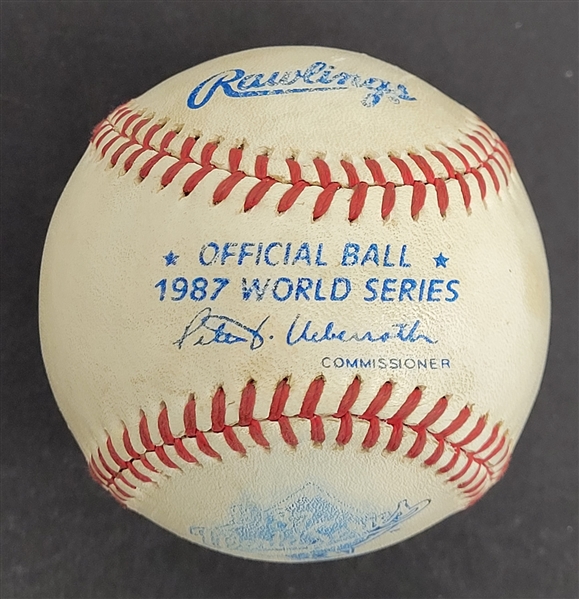 Rawlings
★ OFFICIAL BALL ★
1987 WORLD SERIES
Peter V. Ueberroth
COMMISSIONER